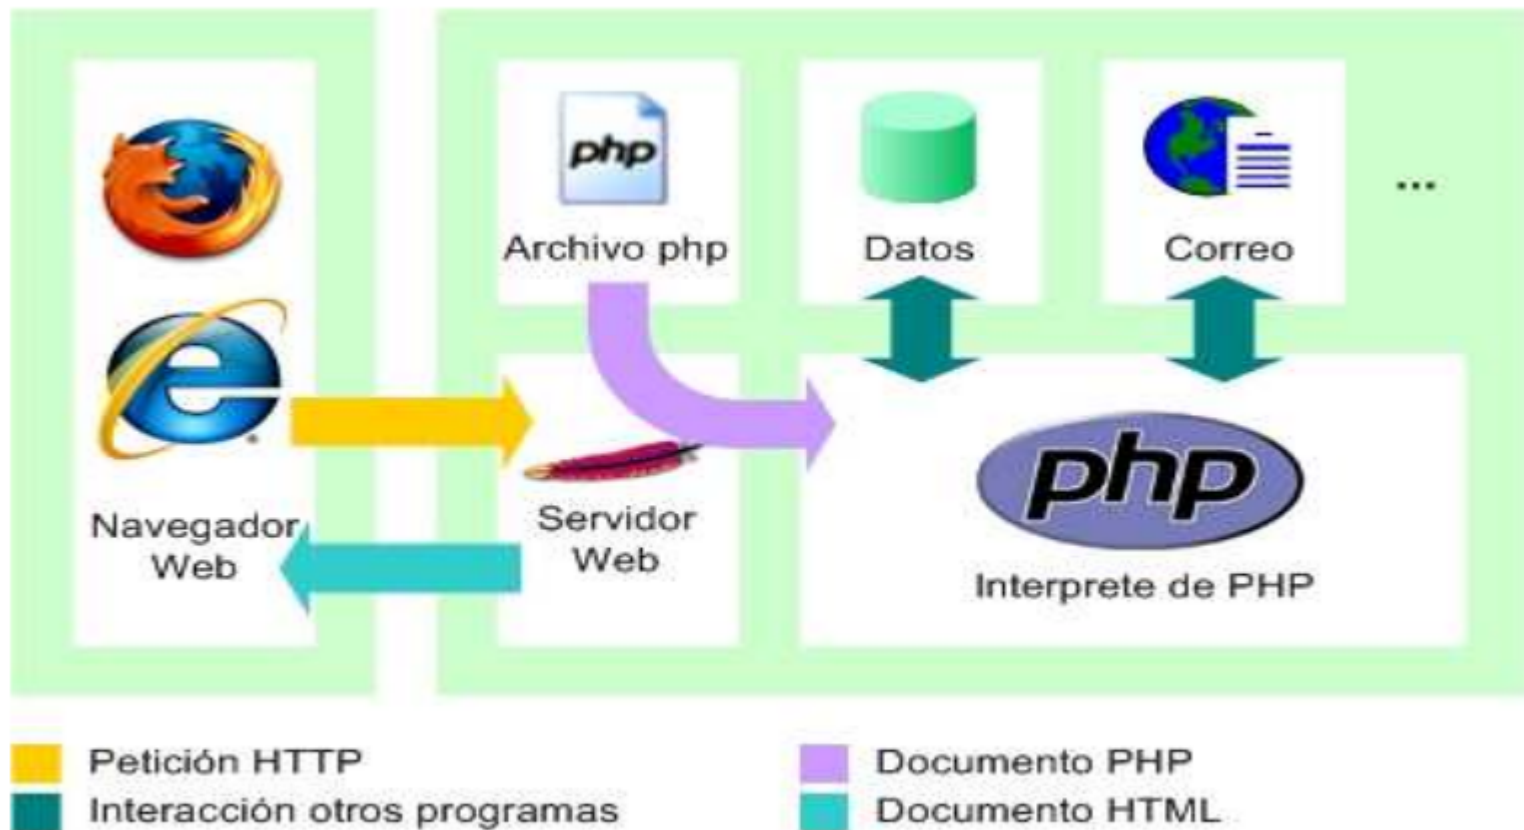 php
Archivo php
Datos
Correo
...
Navegador
Web
Servidor
Web
php
Interprete de PHP
Petición HTTP
Interacción otros programas
Documento PHP
Documento HTML